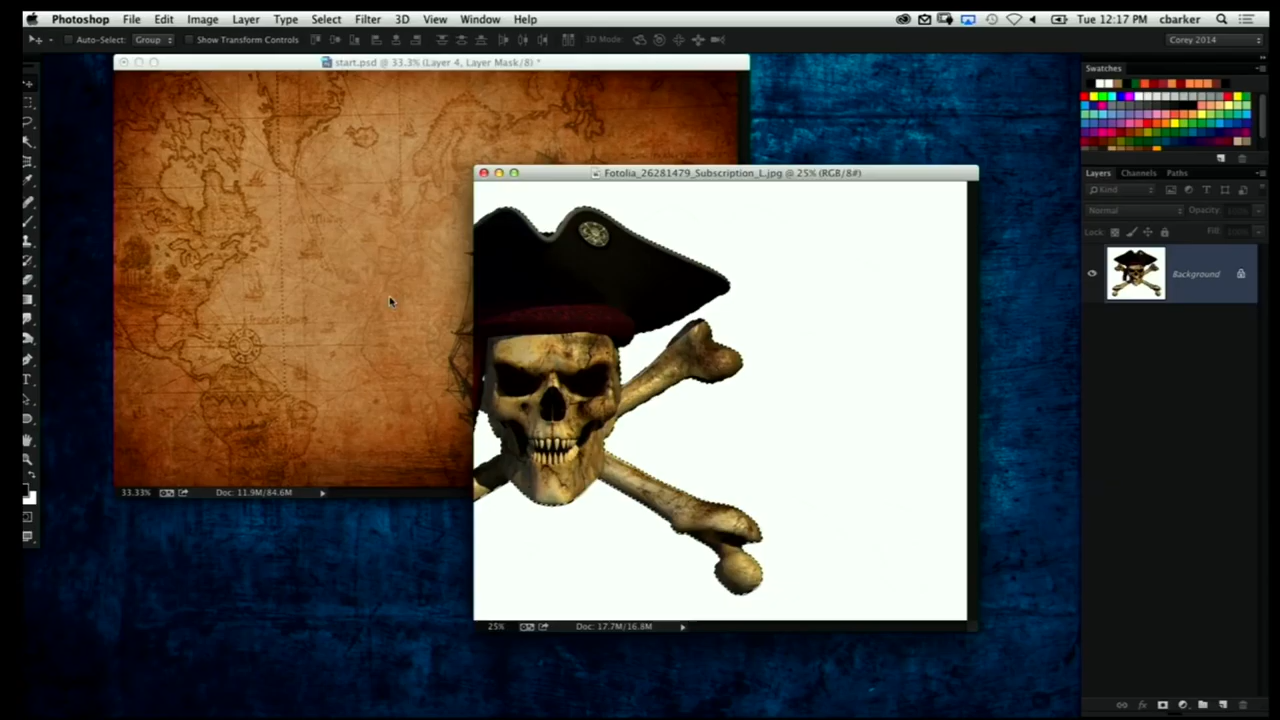 Photoshop File Edit Image Layer Type Select Filter 3D View Window Help Tue 12:17 PM cbarker
Auto-Select: Group Show Transform Controls 3D Mode: Corey 2014
start.psd @ 33.3% (Layer 4, Layer Mask/8) *
Swatches
Fotolia_26281479_Subscription_L.jpg @ 25% (RGB/8#)
Layers Channels Paths
Kind
Normal Opacity:
Lock: Fill:
Background
33.33% Doc: 11.9M/84.6M
25% Doc: 17.7M/16.8M